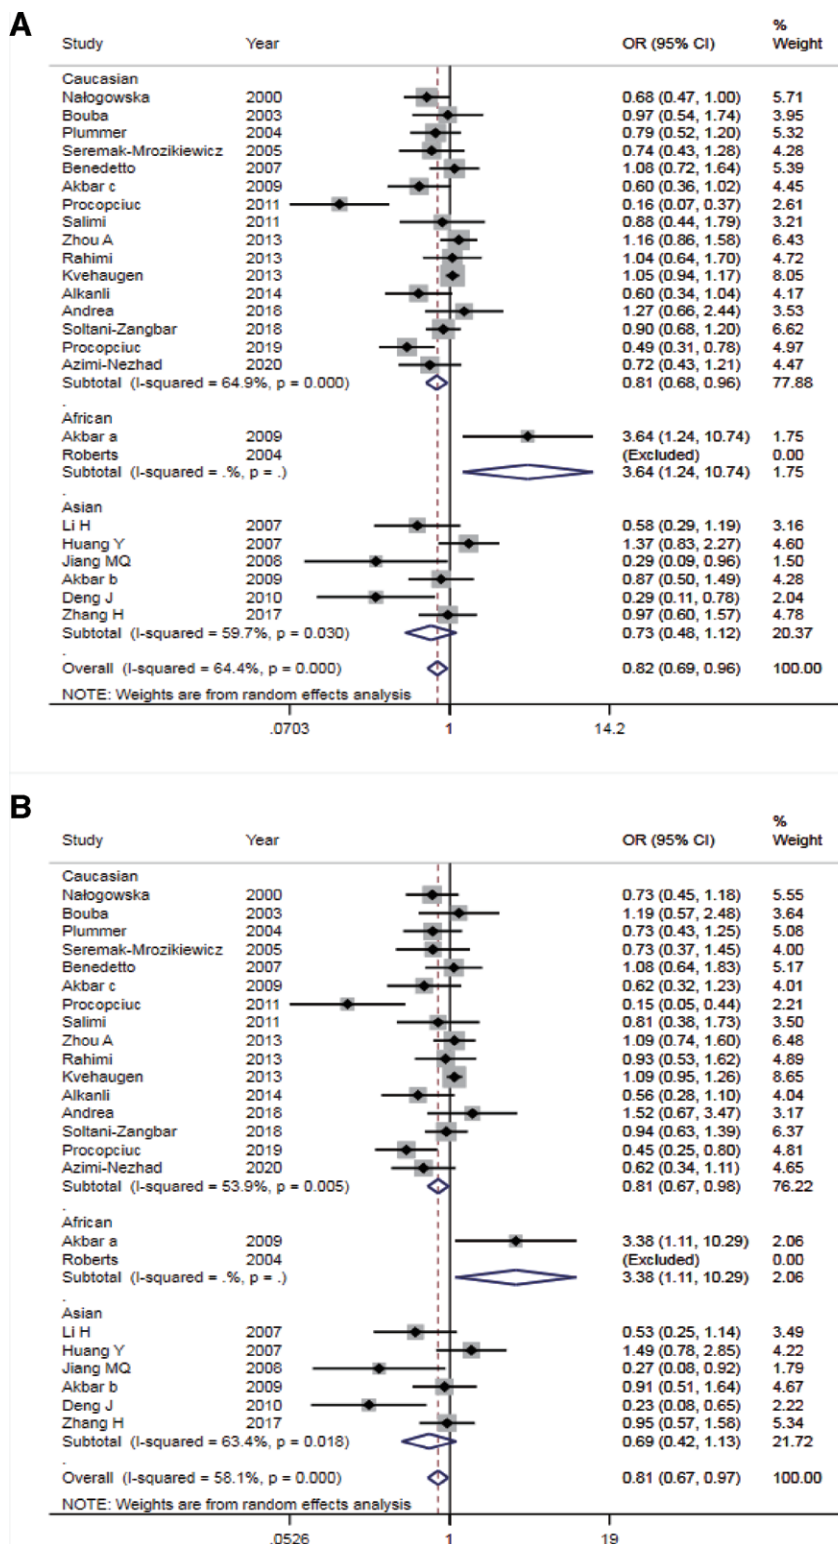 A
Study Year OR (95% CI) % Weight
Caucasian
Nałogowska 2000 0.68 (0.47, 1.00) 5.71
Bouba 2003 0.97 (0.54, 1.74) 3.95
Plummer 2004 0.79 (0.52, 1.20) 5.32
Seremak-Mrozikiewicz 2005 0.74 (0.43, 1.28) 4.28
Benedetto 2007 1.08 (0.72, 1.64) 5.39
Akbar c 2009 0.60 (0.36, 1.02) 4.45
Procopciuc 2011 0.16 (0.07, 0.37) 2.61
Salimi 2011 0.88 (0.44, 1.79) 3.21
Zhou A 2013 1.16 (0.86, 1.58) 6.43
Rahimi 2013 1.04 (0.64, 1.70) 4.72
Kvehaugen 2013 1.05 (0.94, 1.17) 8.05
Alkanli 2014 0.60 (0.34, 1.04) 4.17
Andrea 2018 1.27 (0.66, 2.44) 3.53
Soltani-Zangbar 2018 0.90 (0.68, 1.20) 6.62
Procopciuc 2019 0.49 (0.31, 0.78) 4.97
Azimi-Nezhad 2020 0.72 (0.43, 1.21) 4.47
Subtotal (I-squared = 64.9%, p = 0.000) 0.81 (0.68, 0.96) 77.88
.
African
Akbar a 2009 3.64 (1.24, 10.74) 1.75
Roberts 2004 (Excluded) 0.00
Subtotal (I-squared = .%, p = .) 3.64 (1.24, 10.74) 1.75
.
Asian
Li H 2007 0.58 (0.29, 1.19) 3.16
Huang Y 2007 1.37 (0.83, 2.27) 4.60
Jiang MQ 2008 0.29 (0.09, 0.96) 1.50
Akbar b 2009 0.87 (0.50, 1.49) 4.28
Deng J 2010 0.29 (0.11, 0.78) 2.04
Zhang H 2017 0.97 (0.60, 1.57) 4.78
Subtotal (I-squared = 59.7%, p = 0.030) 0.73 (0.48, 1.12) 20.37
.
Overall (I-squared = 64.4%, p = 0.000) 0.82 (0.69, 0.96) 100.00
NOTE: Weights are from random effects analysis
.0703 1 14.2
B
Study Year OR (95% CI) % Weight
Caucasian
Nałogowska 2000 0.73 (0.45, 1.18) 5.55
Bouba 2003 1.19 (0.57, 2.48) 3.64
Plummer 2004 0.73 (0.43, 1.25) 5.08
Seremak-Mrozikiewicz 2005 0.73 (0.37, 1.45) 4.00
Benedetto 2007 1.08 (0.64, 1.83) 5.17
Akbar c 2009 0.62 (0.32, 1.23) 4.01
Procopciuc 2011 0.15 (0.05, 0.44) 2.21
Salimi 2011 0.81 (0.38, 1.73) 3.50
Zhou A 2013 1.09 (0.74, 1.60) 6.48
Rahimi 2013 0.93 (0.53, 1.62) 4.89
Kvehaugen 2013 1.09 (0.95, 1.26) 8.65
Alkanli 2014 0.56 (0.28, 1.10) 4.04
Andrea 2018 1.52 (0.67, 3.47) 3.17
Soltani-Zangbar 2018 0.94 (0.63, 1.39) 6.37
Procopciuc 2019 0.45 (0.25, 0.80) 4.81
Azimi-Nezhad 2020 0.62 (0.34, 1.11) 4.65
Subtotal (I-squared = 53.9%, p = 0.005) 0.81 (0.67, 0.98) 76.22
.
African
Akbar a 2009 3.38 (1.11, 10.29) 2.06
Roberts 2004 (Excluded) 0.00
Subtotal (I-squared = .%, p = .) 3.38 (1.11, 10.29) 2.06
.
Asian
Li H 2007 0.53 (0.25, 1.14) 3.49
Huang Y 2007 1.49 (0.78, 2.85) 4.22
Jiang MQ 2008 0.27 (0.08, 0.92) 1.79
Akbar b 2009 0.91 (0.51, 1.64) 4.67
Deng J 2010 0.23 (0.08, 0.65) 2.22
Zhang H 2017 0.95 (0.57, 1.58) 5.34
Subtotal (I-squared = 63.4%, p = 0.018) 0.69 (0.42, 1.13) 21.72
.
Overall (I-squared = 58.1%, p = 0.000) 0.81 (0.67, 0.97) 100.00
NOTE: Weights are from random effects analysis
.0526 1 19